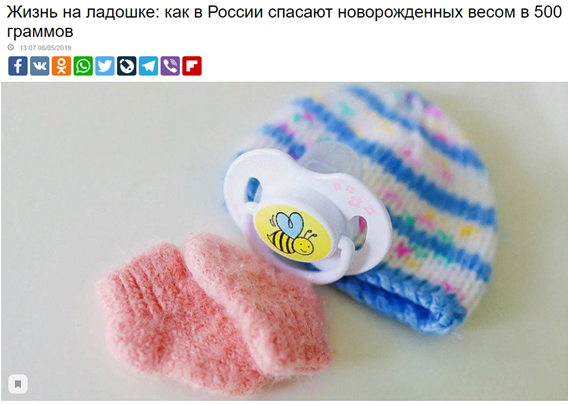 Жизнь на ладошке: как в России спасают новорожденных весом в 500
граммов
13:07 06/05/2019